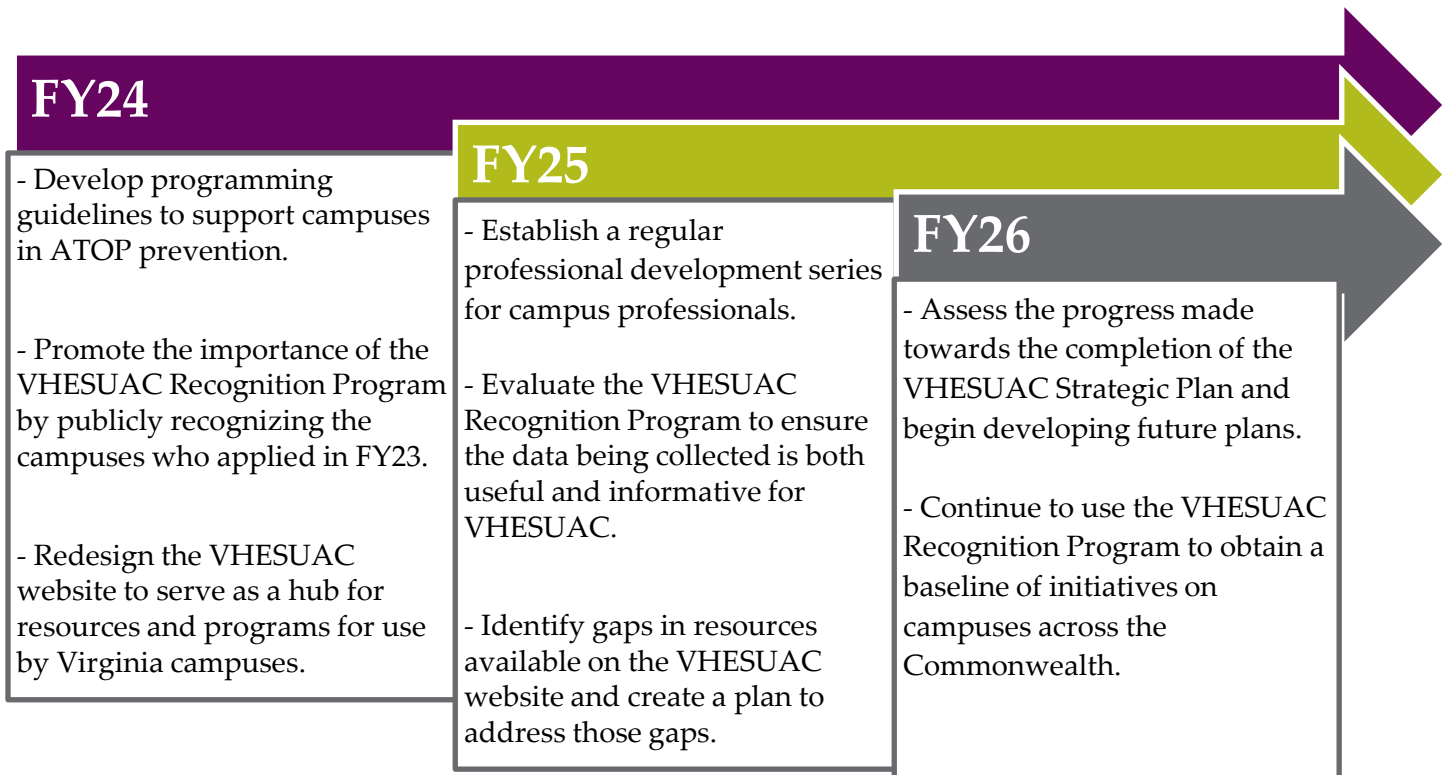 FY24
- Develop programming
guidelines to support campuses
in ATOP prevention.
- Promote the importance of the
VHESUAC Recognition Program
by publicly recognizing the
campuses who applied in FY23.
- Redesign the VHESUAC
website to serve as a hub for
resources and programs for use
by Virginia campuses.
FY25
- Establish a regular
professional development series
for campus professionals.
- Evaluate the VHESUAC
Recognition Program to ensure
the data being collected is both
useful and informative for
VHESUAC.
- Identify gaps in resources
available on the VHESUAC
website and create a plan to
address those gaps.
FY26
- Assess the progress made
towards the completion of the
VHESUAC Strategic Plan and
begin developing future plans.
- Continue to use the VHESUAC
Recognition Program to obtain a
baseline of initiatives on
campuses across the
Commonwealth.